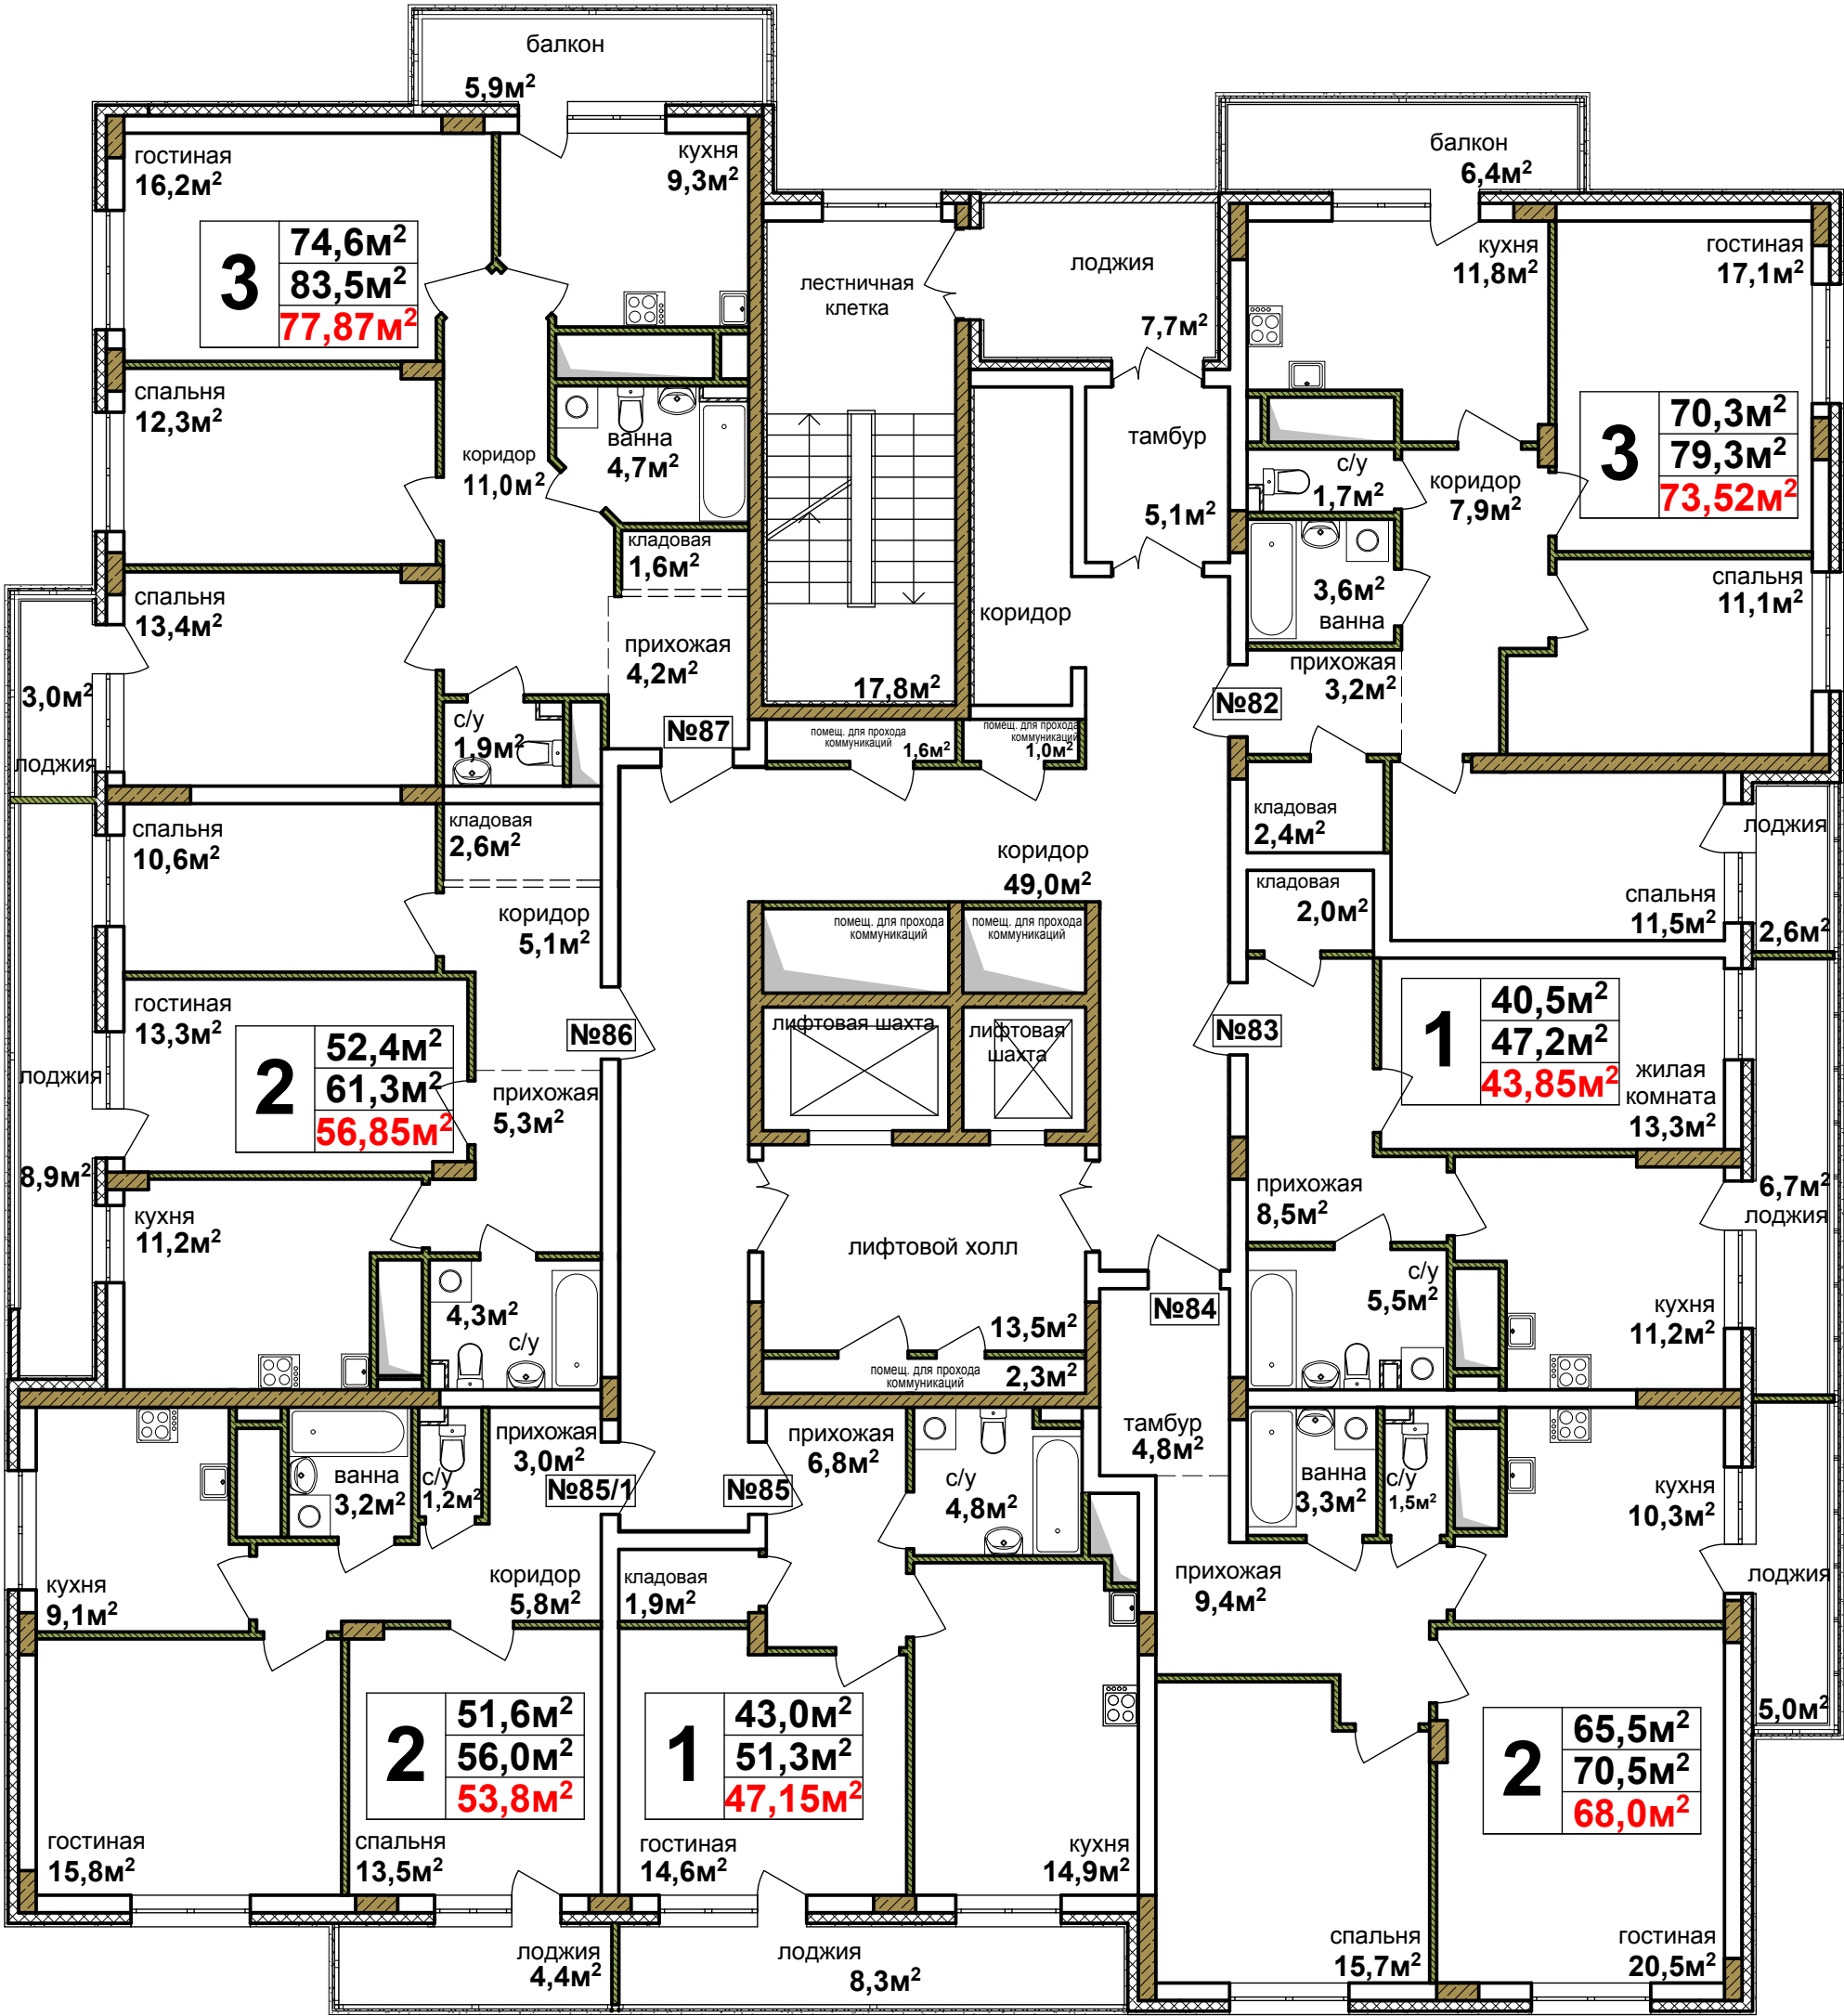 балкон
5,9м²
гостиная
16,2м²
кухня
9,3м²
3
74,6м²
83,5м²
77,87м²
спальня
12,3м²
коридор
11,0м²
ванна
4,7м²
кладовая
1,6м²
спальня
13,4м²
прихожая
4,2м²
3,0м²
лоджия
с/у
1,9м²
№87
лестничная
клетка
17,8м²
лоджия
7,7м²
тамбур
5,1м²
коридор
помещ. для прохода
коммуникаций
1,6м²
помещ. для прохода
коммуникаций
1,0м²
балкон
6,4м²
кухня
11,8м²
гостиная
17,1м²
3
70,3м²
79,3м²
73,52м²
с/у
1,7м²
коридор
7,9м²
3,6м²
ванна
спальня
11,1м²
прихожая
3,2м²
№82
кладовая
2,4м²
лоджия
2,6м²
спальня
11,5м²
спальня
10,6м²
кладовая
2,6м²
коридор
5,1м²
гостиная
13,3м²
2
52,4м²
61,3м²
56,85м²
№86
прихожая
5,3м²
лоджия
8,9м²
кухня
11,2м²
4,3м²
с/у
коридор
49,0м²
помещ. для прохода
коммуникаций
помещ. для прохода
коммуникаций
лифтовая шахта
лифтовая
шахта
лифтовой холл
13,5м²
помещ. для прохода
коммуникаций
2,3м²
кладовая
2,0м²
№83
1
40,5м²
47,2м²
43,85м²
жилая
комната
13,3м²
прихожая
8,5м²
6,7м²
лоджия
с/у
5,5м²
кухня
11,2м²
№84
тамбур
4,8м²
ванна
3,3м²
с/у
1,5м²
кухня
10,3м²
прихожая
9,4м²
лоджия
5,0м²
2
65,5м²
70,5м²
68,0м²
спальня
15,7м²
гостиная
20,5м²
прихожая
3,0м²
№85/1
ванна
3,2м²
с/у
1,2м²
кухня
9,1м²
коридор
5,8м²
2
51,6м²
56,0м²
53,8м²
гостиная
15,8м²
спальня
13,5м²
лоджия
4,4м²
№85
прихожая
6,8м²
с/у
4,8м²
кладовая
1,9м²
1
43,0м²
51,3м²
47,15м²
гостиная
14,6м²
кухня
14,9м²
лоджия
8,3м²